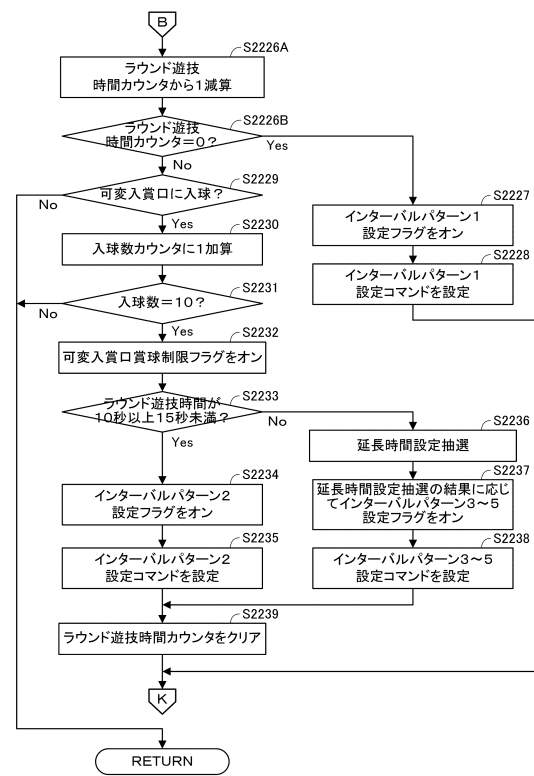 B
S2226A
ラウンド遊技
時間カウンタから1減算
S2226B
ラウンド遊技
時間カウンタ=0?
Yes
No
S2229
可変入賞口に入球?
No
Yes
S2227
インターバルパターン1
設定フラグをオン
S2230
入球数カウンタに1加算
S2228
インターバルパターン1
設定コマンドを設定
S2231
入球数=10?
No
Yes
S2232
可変入賞口賞球制限フラグをオン
S2233
ラウンド遊技時間が
10秒以上15秒未満?
No
Yes
S2236
延長時間設定抽選
S2234
インターバルパターン2
設定フラグをオン
S2237
延長時間設定抽選の結果に応じ
てインターバルパターン3~5
設定フラグをオン
S2235
インターバルパターン2
設定コマンドを設定
S2238
インターバルパターン3~5
設定コマンドを設定
S2239
ラウンド遊技時間カウンタをクリア
K
RETURN